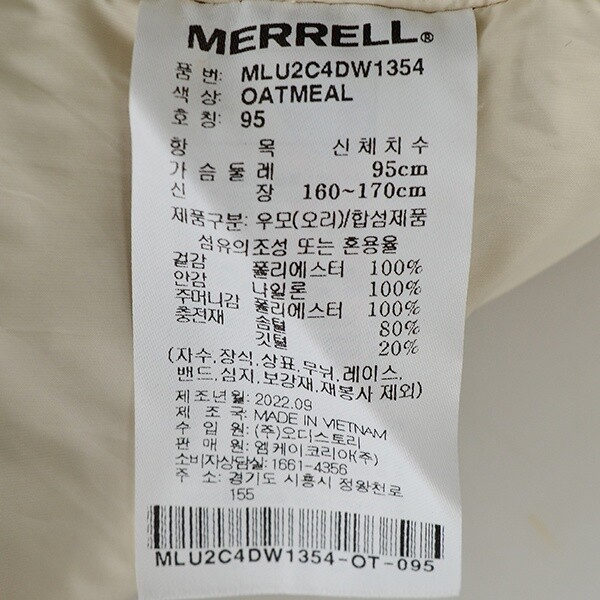 MERRELL®
품 번: MLU2C4DW1354
색 상: OATMEAL
호 칭: 95
항 목 신체치수
가슴둘레 95cm
신 장 160~170cm
제품구분: 우모(오리)/합섬제품
섬유의조성 또는 혼용율
겉감 폴리에스터 100%
안감 나일론 100%
주머니감 폴리에스터 100%
충전재 솜털 80%
깃털 20%
(자수.장식.상표.무늬.레이스.
밴드.심지.보강재.재봉사 제외)
제조년월: 2022.09
제 조 국: MADE IN VIETNAM
수 입 원: (주)오디스토리
판 매 원: 엠케이코리아(주)
소비자상담실: 1661-4356
주 소: 경기도 시흥시 정왕천로
155
MLU2C4DW1354-OT-095